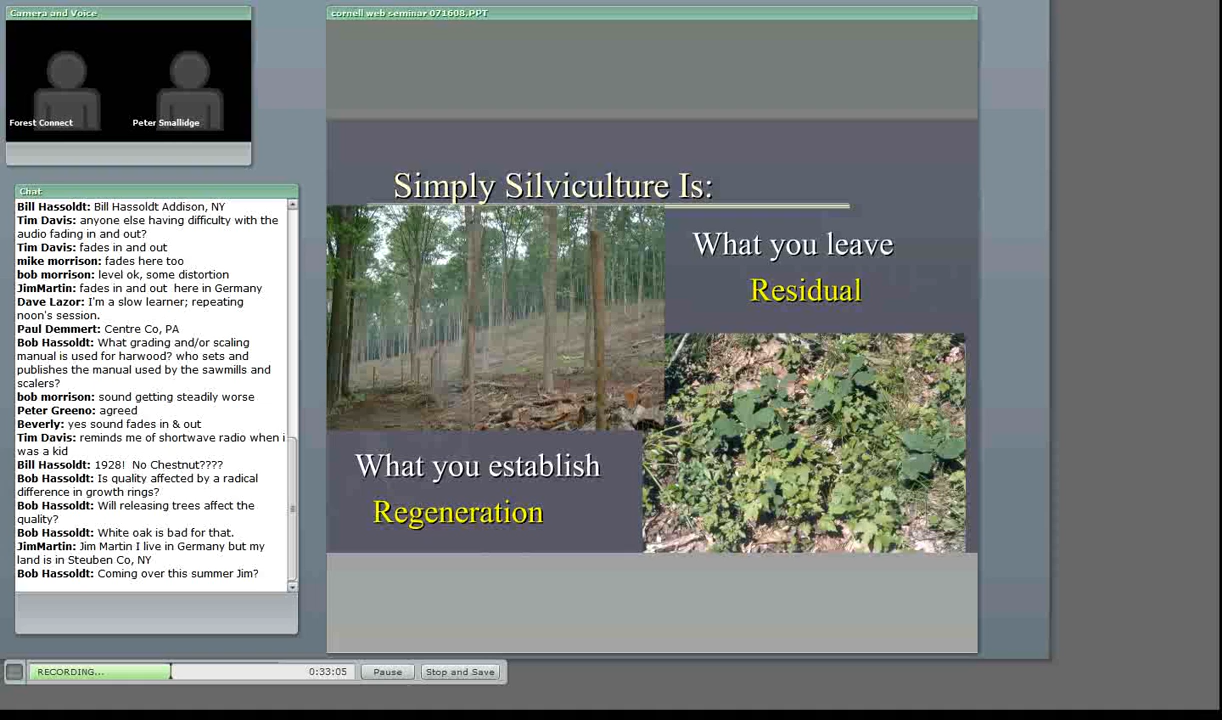 Camera and Voice
Forest Connect
Peter Smallidge
Chat
Bill Hassoldt: Bill Hassoldt Addison, NY
Tim Davis: anyone else having difficulty with the
audio fading in and out?
Tim Davis: fades in and out
mike morrison: fades here too
bob morrison: level ok, some distortion
JimMartin: fades in and out here in Germany
Dave Lazor: I'm a slow learner; repeating
noon's session.
Paul Demmert: Centre Co, PA
Bob Hassoldt: What grading and/or scaling
manual is used for harwood? who sets and
publishes the manual used by the sawmills and
scalers?
bob morrison: sound getting steadily worse
Peter Greeno: agreed
Beverly: yes sound fades in & out
Tim Davis: reminds me of shortwave radio when i
was a kid
Bill Hassoldt: 1928! No Chestnut????
Bob Hassoldt: Is quality affected by a radical
difference in growth rings?
Bob Hassoldt: Will releasing trees affect the
quality?
Bob Hassoldt: White oak is bad for that.
JimMartin: Jim Martin I live in Germany but my
land is in Steuben Co, NY
Bob Hassoldt: Coming over this summer Jim?
cornell web seminar 071608.PPT
Simply Silviculture Is:
What you leave
Residual
What you establish
Regeneration
RECORDING...
0:33:05
Pause
Stop and Save